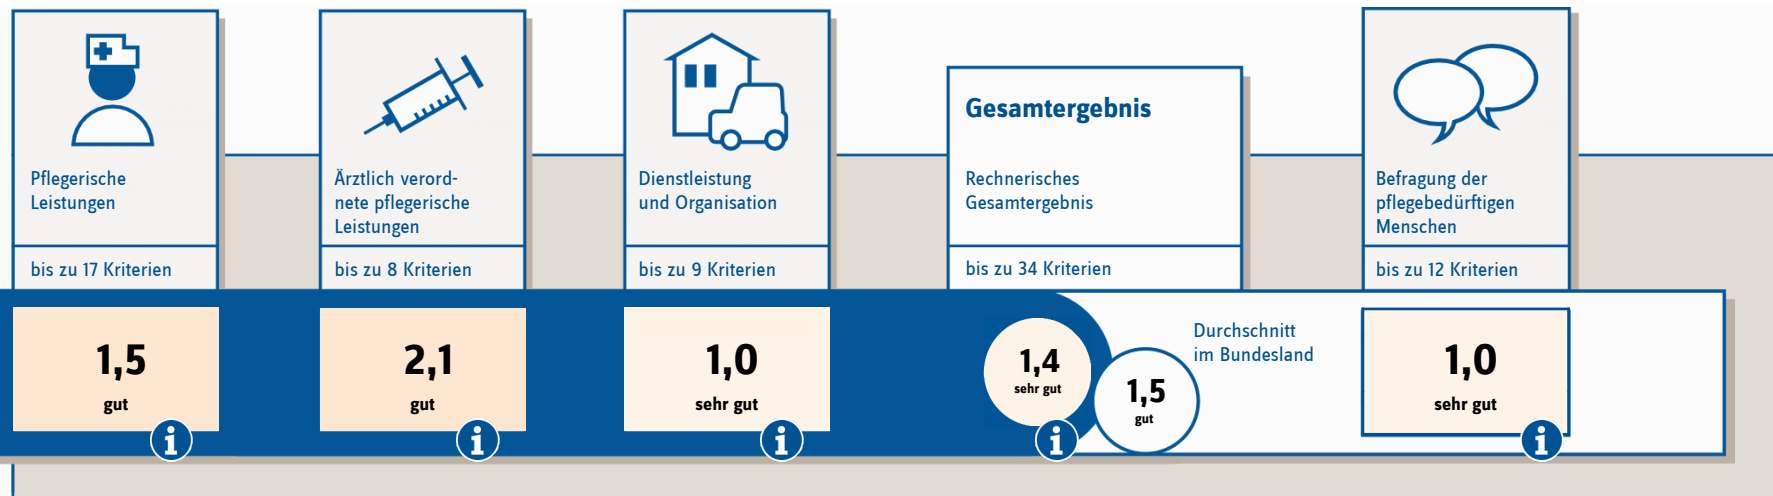 Pflegerische
Leistungen
bis zu 17 Kriterien
1,5
gut
i
Ärztlich verord-
nete pflegerische
Leistungen
bis zu 8 Kriterien
2,1
gut
i
Dienstleistung
und Organisation
bis zu 9 Kriterien
1,0
sehr gut
i
Gesamtergebnis
Rechnerisches
Gesamtergebnis
bis zu 34 Kriterien
1,4
sehr gut
i
1,5
gut
Durchschnitt
im Bundesland
Befragung der
pflegebedürftigen
Menschen
bis zu 12 Kriterien
1,0
sehr gut
i